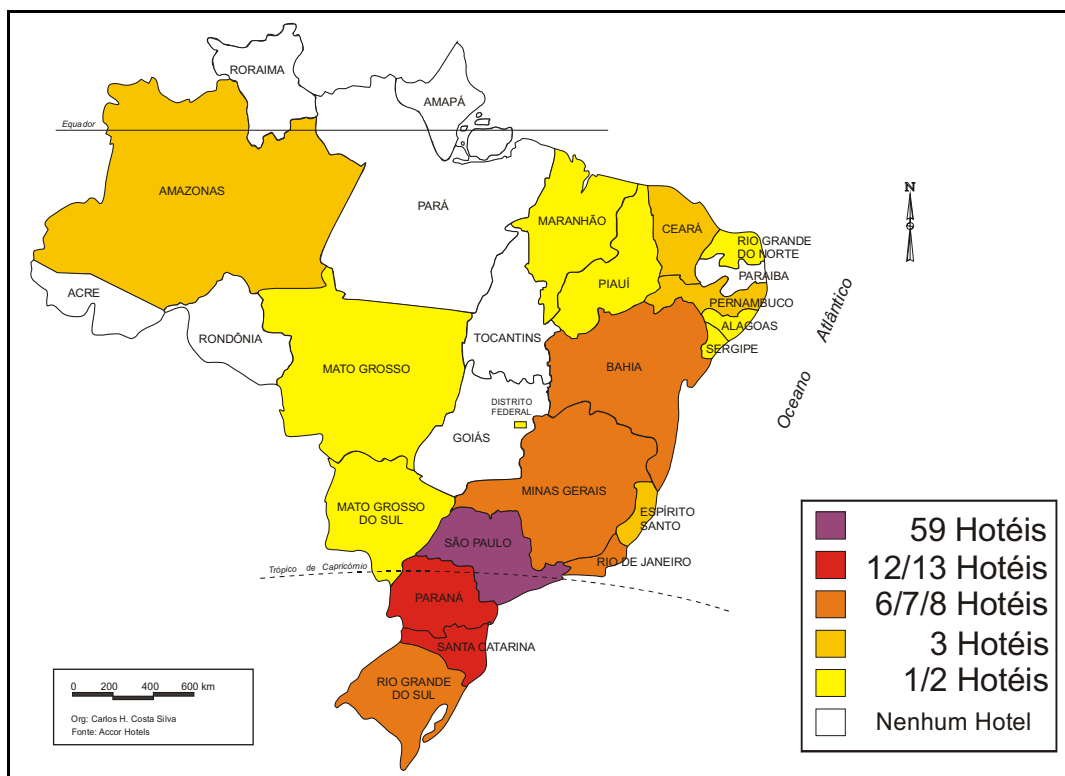 RORAIMA
AMAPÁ
Equador
AMAZONAS
PARÁ
MARANHÃO
CEARÁ
RIO GRANDE
DO NORTE
PARAIBA
PIAUÍ
PERNAMBUCO
ALAGOAS
SERGIPE
ACRE
RONDÔNIA
TOCANTINS
MATO GROSSO
BAHIA
DISTRITO
FEDERAL
GOIÁS
MINAS GERAIS
MATO GROSSO
DO SUL
ESPÍRITO
SANTO
SÃO PAULO
RIO DE JANEIRO
Trópico de Capricórnio
PARANÁ
SANTA CATARINA
RIO GRANDE
DO SUL
N
Oceano Atlântico
59 Hotéis
12/13 Hotéis
6/7/8 Hotéis
3 Hotéis
1/2 Hotéis
Nenhum Hotel
0 200 400 600 km
Org: Carlos H. Costa Silva
Fonte: Accor Hotels